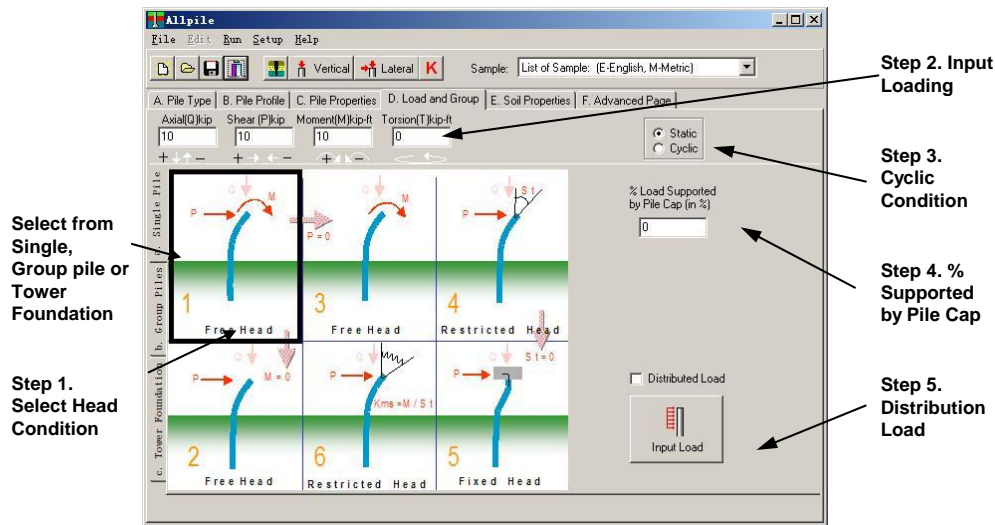 Allpile
File Edit Run Setup Help
Vertical Lateral K Sample: List of Sample: (E-English, M-Metric)
A. Pile Type B. Pile Profile C. Pile Properties D. Load and Group E. Soil Properties F. Advanced Page
Axial(Q)kip Shear (P)kip Moment(M)kip-ft Torsion(T)kip-ft
10 10 10 0
+ − + − + −
Static
Cyclic
Step 2. Input
Loading
Step 3.
Cyclic
Condition
Step 4. %
Supported
by Pile Cap
Step 5.
Distribution
Load
Select from
Single,
Group pile or
Tower
Foundation
Step 1.
Select Head
Condition
a. Single Pile
b. Group Piles
c. Tower Foundation
Q M
P
1
Free Head
P = 0
Q M
3
Free Head
Q St
P
4
Restricted Head
M = 0
Q
P
2
Free Head
Q
P
Kms =M / St
6
Restricted Head
St=0
Q
P
5
Fixed Head
% Load Supported
by Pile Cap (in %)
0
Distributed Load
Input Load